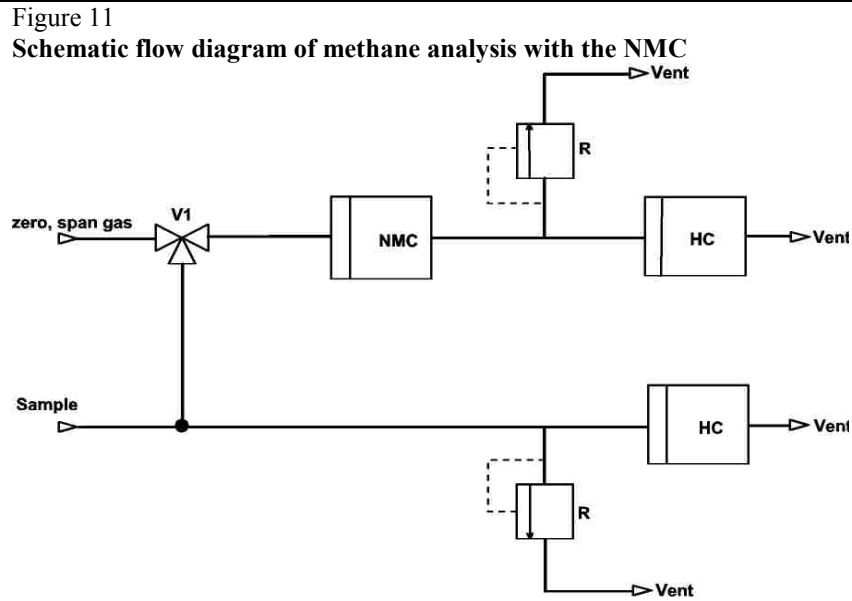 Figure 11
Schematic flow diagram of methane analysis with the NMC
Vent
R
V1
zero, span gas
NMC
HC
Vent
Sample
HC
Vent
R
Vent